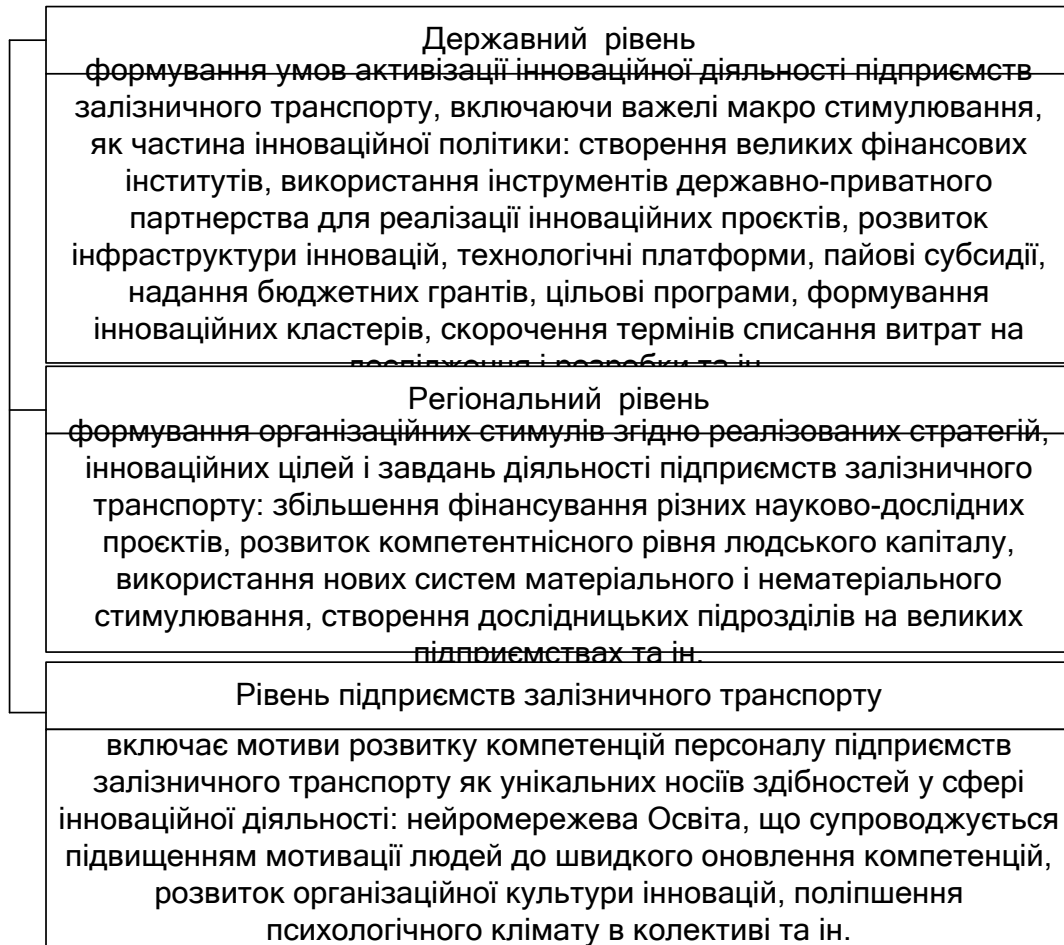 Державний рівень
формування умов активізації інноваційної діяльності підприємств
залізничного транспорту, включаючи важелі макро стимулювання,
як частина інноваційної політики: створення великих фінансових
інститутів, використання інструментів державно-приватного
партнерства для реалізації інноваційних проєктів, розвиток
інфраструктури інновацій, технологічні платформи, пайові субсидії,
надання бюджетних грантів, цільові програми, формування
інноваційних кластерів, скорочення термінів списання витрат на
дослідження і розробки та ін.
Регіональний рівень
формування організаційних стимулів згідно реалізованих стратегій,
інноваційних цілей і завдань діяльності підприємств залізничного
транспорту: збільшення фінансування різних науково-дослідних
проєктів, розвиток компетентнісного рівня людського капіталу,
використання нових систем матеріального і нематеріального
стимулювання, створення дослідницьких підрозділів на великих
підприємствах та ін.
Рівень підприємств залізничного транспорту
включає мотиви розвитку компетенцій персоналу підприємств
залізничного транспорту як унікальних носіїв здібностей у сфері
інноваційної діяльності: нейромережева Освіта, що супроводжується
підвищенням мотивації людей до швидкого оновлення компетенцій,
розвиток організаційної культури інновацій, поліпшення
психологічного клімату в колективі та ін.